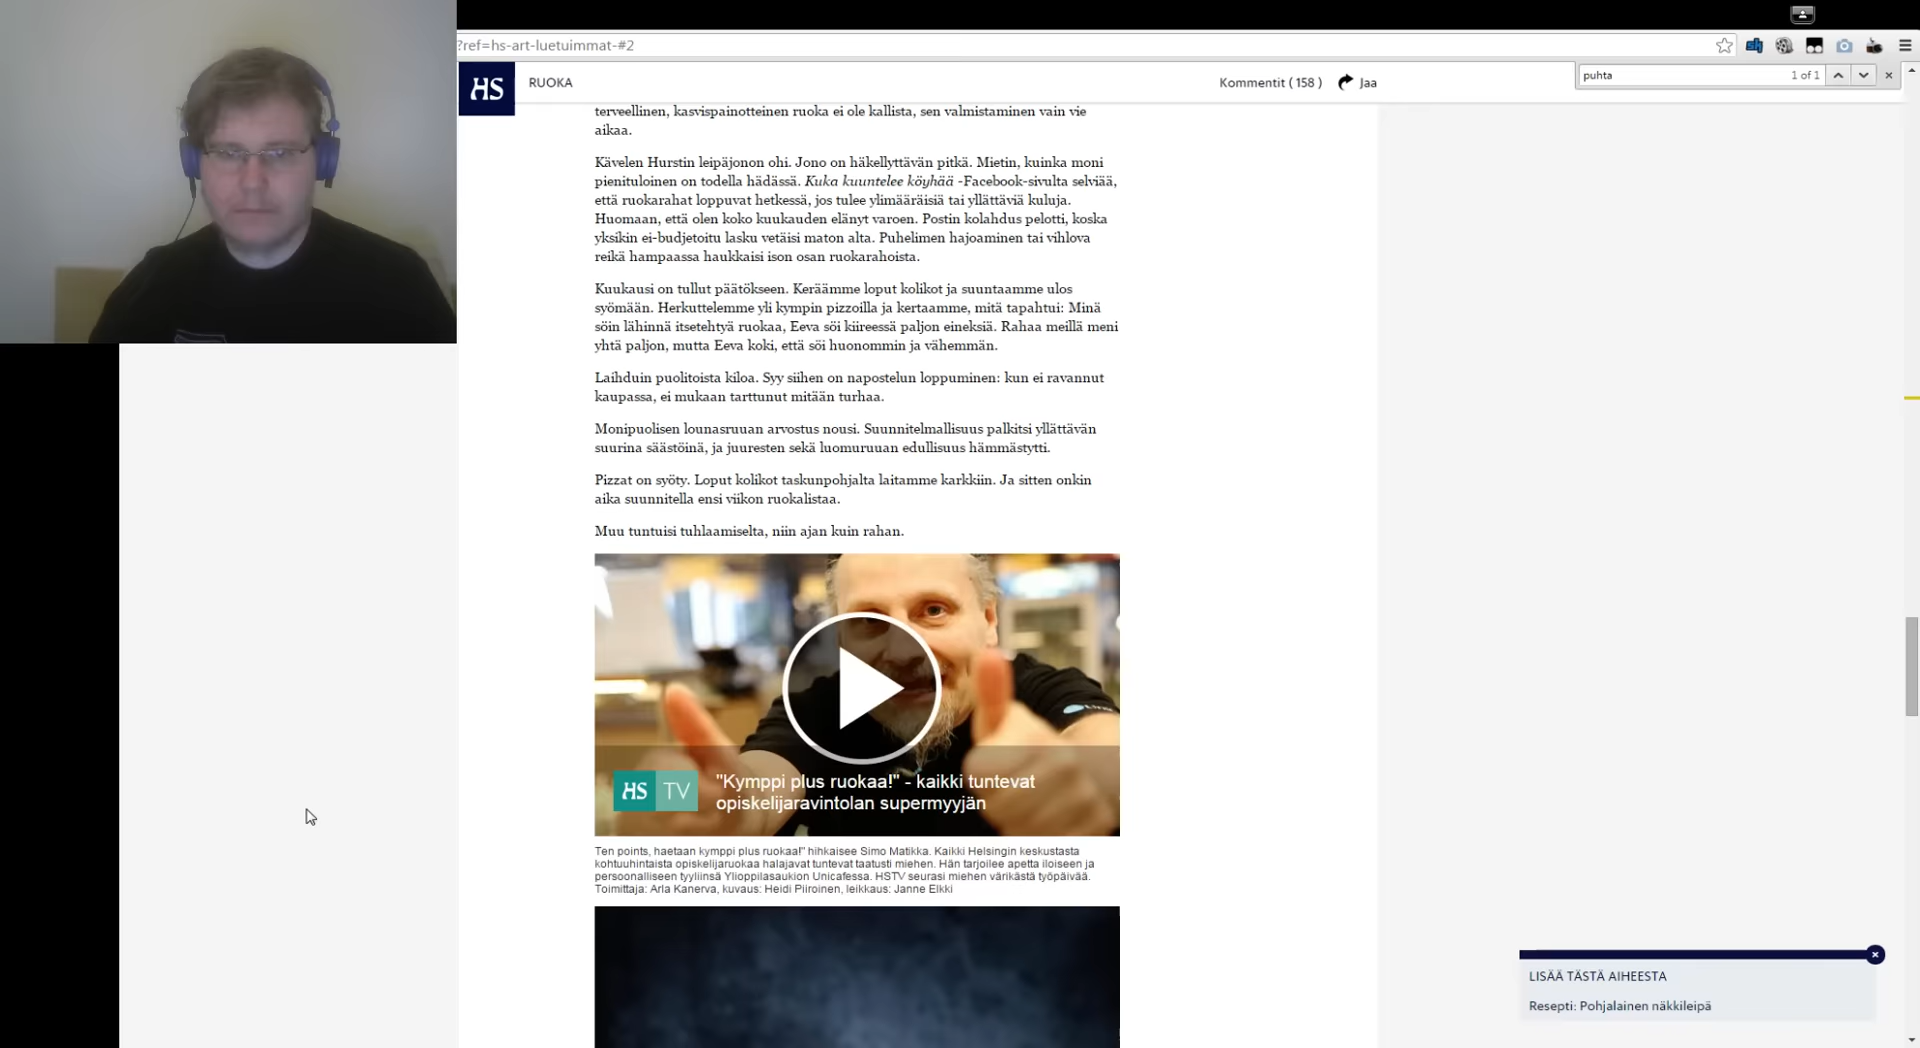 ?ref=hs-art-luetuimmat-#2
puhta
1 of 1
HS
RUOKA
Kommentit ( 158 )
Jaa
terveellinen, kasvispainotteinen ruoka ei ole kallista, sen valmistaminen vain vie
aikaa.
Kävelen Hurstin leipäjonon ohi. Jono on häkellyttävän pitkä. Mietin, kuinka moni
pienituloinen on todella hädässä. Kuka kuuntelee köyhää -Facebook-sivulta selviää,
että ruokarahat loppuvat hetkessä, jos tulee ylimääräisiä tai yllättäviä kuluja.
Huomaan, että olen koko kuukauden elänyt varoen. Postin kolahdus pelotti, koska
yksikin ei-budjetoitu lasku vetäisi maton alta. Puhelimen hajoaminen tai vihlova
reikä hampaassa haukkaisi ison osan ruokarahoista.
Kuukausi on tullut päätökseen. Keräämme loput kolikot ja suuntaamme ulos
syömään. Herkuttelemme yli kympin pizzoilla ja kertaamme, mitä tapahtui: Minä
söin lähinnä itsetehtyä ruokaa, Eeva söi kiireessä paljon eineksiä. Rahaa meillä meni
yhtä paljon, mutta Eeva koki, että söi huonommin ja vähemmän.
Laihduin puolitoista kiloa. Syy siihen on napostelun loppuminen: kun ei ravannut
kaupassa, ei mukaan tarttunut mitään turhaa.
Monipuolisen lounasruuan arvostus nousi. Suunnitelmallisuus palkitsi yllättävän
suurina säästöinä, ja juuresten sekä luomuruuan edullisuus hämmästytti.
Pizzat on syöty. Loput kolikot taskunpohjalta laitamme karkkiin. Ja sitten onkin
aika suunnitella ensi viikon ruokalistaa.
Muu tuntuisi tuhlaamiselta, niin ajan kuin rahan.
HS TV
"Kymppi plus ruokaa!" - kaikki tuntevat
opiskelijaravintolan supermyyjän
Ten points, haetaan kymppi plus ruokaa!" hihkaisee Simo Matikka. Kaikki Helsingin keskustasta
kohtuuhintaista opiskelijaruokaa halajavat tuntevat taatusti miehen. Hän tarjoilee apetta iloiseen ja
persoonalliseen tyyliinsä Ylioppilasaukion Unicafessa. HSTV seurasi miehen värikästä työpäivää.
Toimittaja: Arla Kanerva, kuvaus: Heidi Piiroinen, leikkaus: Janne Elkki
LISÄÄ TÄSTÄ AIHEESTA
Resepti: Pohjalainen näkkileipä